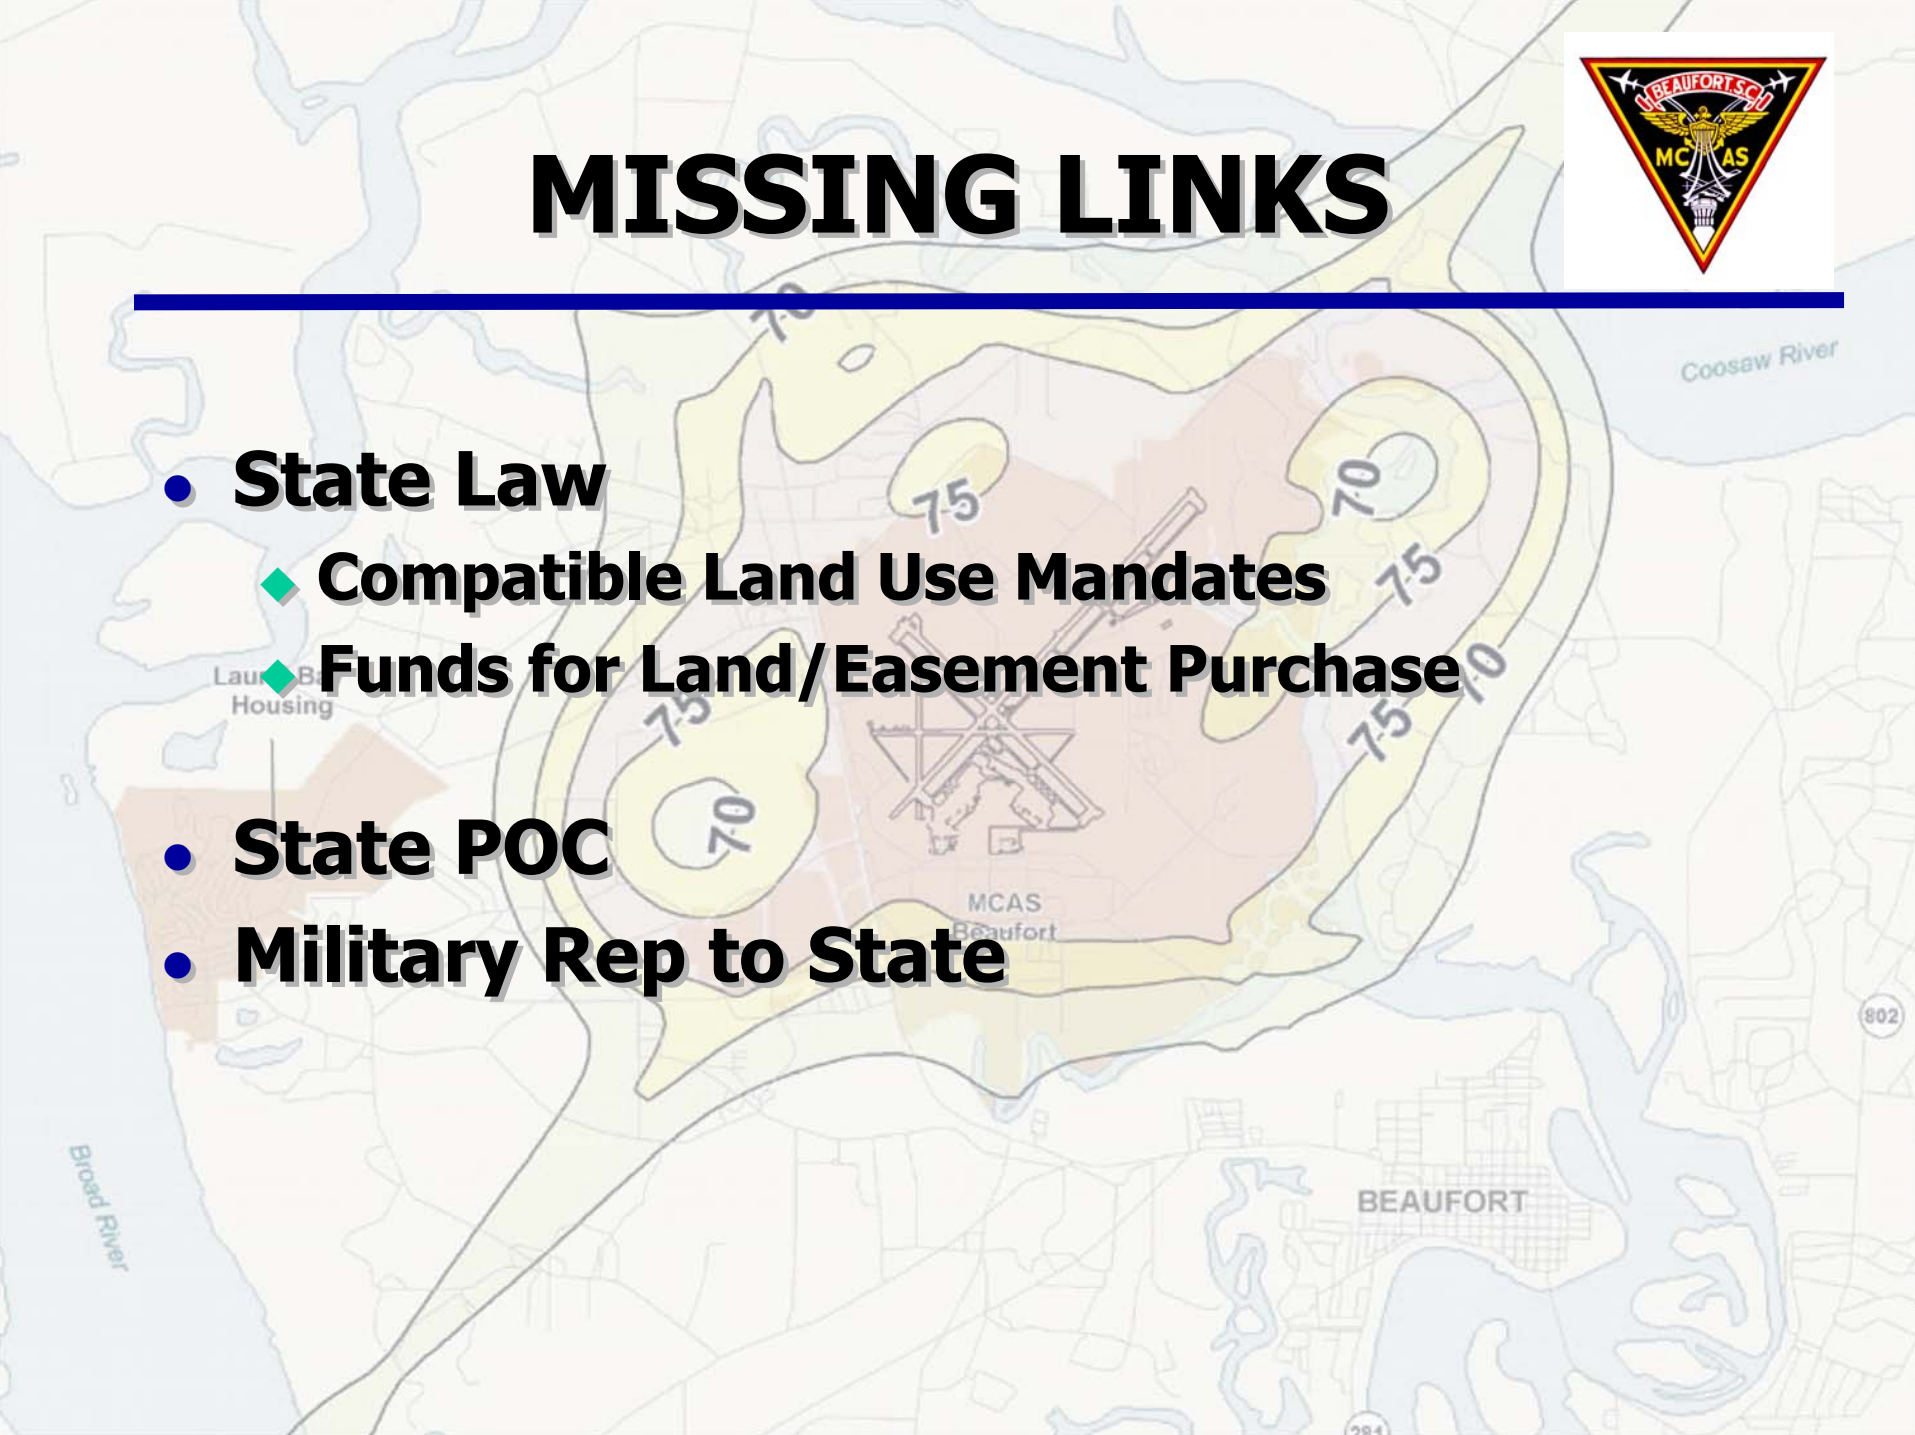 BEAUFORT.S.C.
MC AS
MISSING LINKS
70
Coosaw River
State Law
75
70
Compatible Land Use Mandates
75
Funds for Land/Easement Purchase
Housing
75
70
75
State POC
70
MCAS
Beaufort
Military Rep to State
802
Broad River
BEAUFORT
281